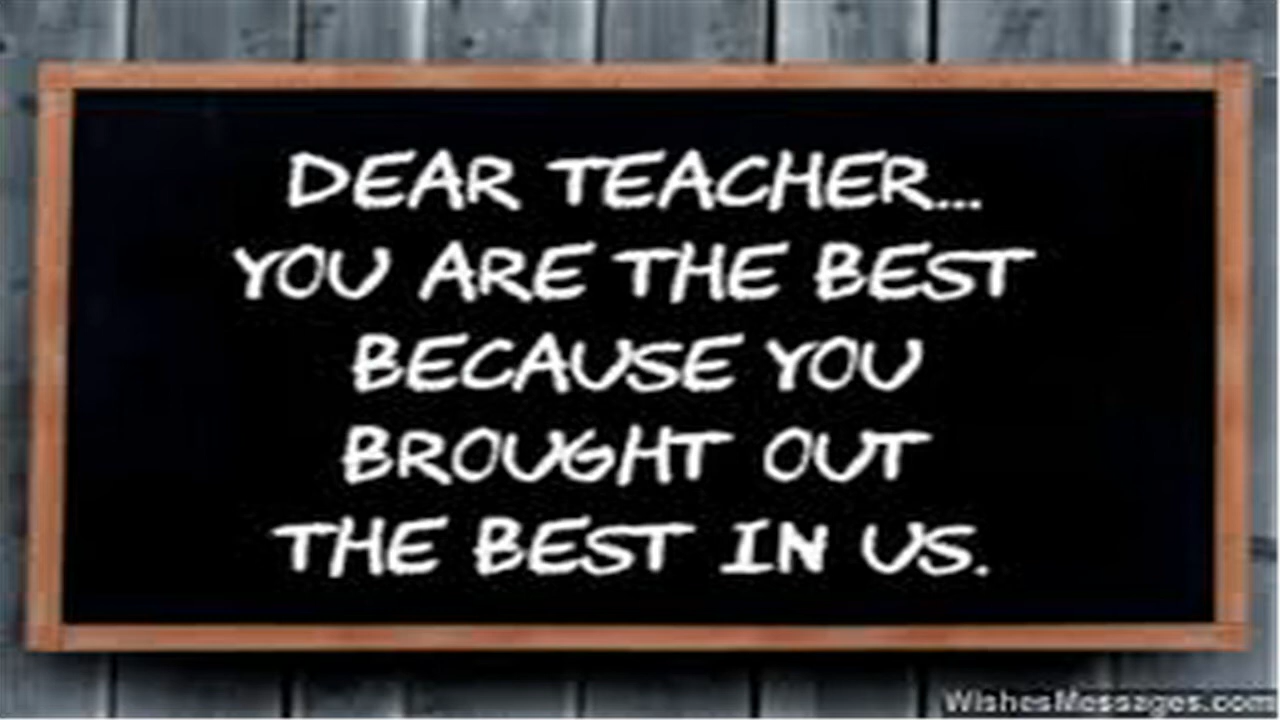 DEAR TEACHER...
YOU ARE THE BEST
BECAUSE YOU
BROUGHT OUT
THE BEST IN US.
WishesMessages.com